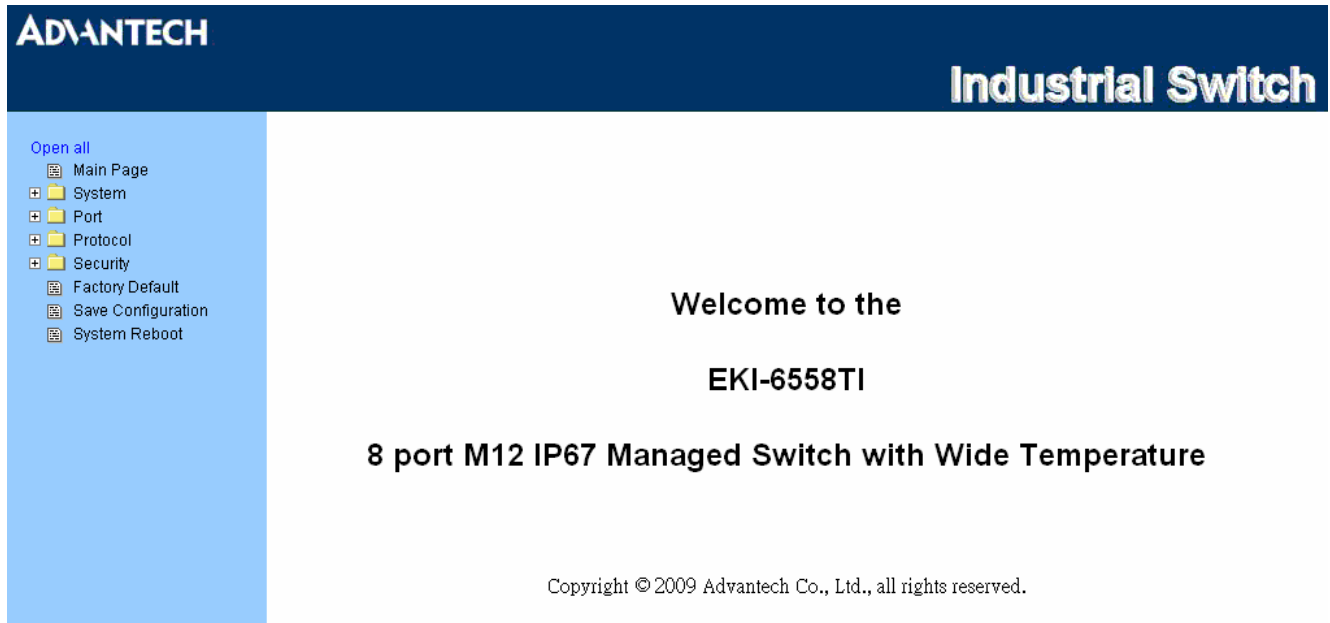 ADVANTECH
Industrial Switch
Open all
Main Page
System
Port
Protocol
Security
Factory Default
Save Configuration
System Reboot
Welcome to the
EKI-6558TI
8 port M12 IP67 Managed Switch with Wide Temperature
Copyright © 2009 Advantech Co., Ltd., all rights reserved.